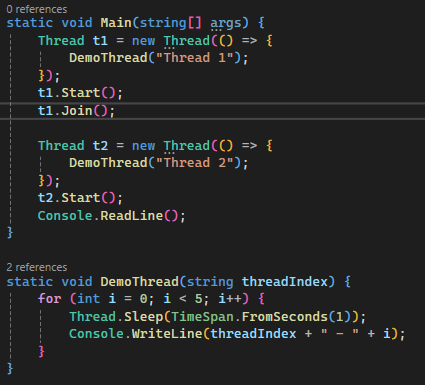 0 references
static void Main(string[] args) {
    Thread t1 = new Thread(() => {
        DemoThread("Thread 1");
    });
    t1.Start();
    t1.Join();

    Thread t2 = new Thread(() => {
        DemoThread("Thread 2");
    });
    t2.Start();
    Console.ReadLine();
}

2 references
static void DemoThread(string threadIndex) {
    for (int i = 0; i < 5; i++) {
        Thread.Sleep(TimeSpan.FromSeconds(1));
        Console.WriteLine(threadIndex + " - " + i);
    }
}